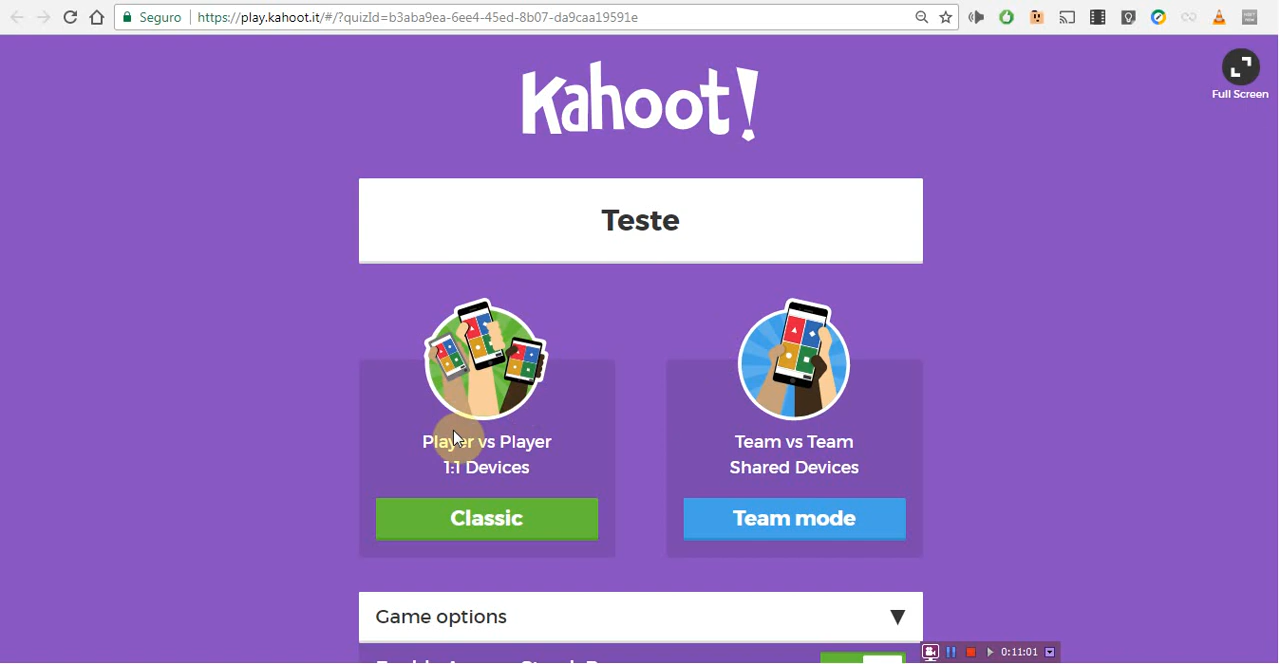 Seguro https://play.kahoot.it/#/?quizId=b3aba9ea-6ee4-45ed-8b07-da9caa19591e
Kahoot!
Full Screen
Teste
Player vs Player
1:1 Devices
Classic
Team vs Team
Shared Devices
Team mode
Game options
0:11:01